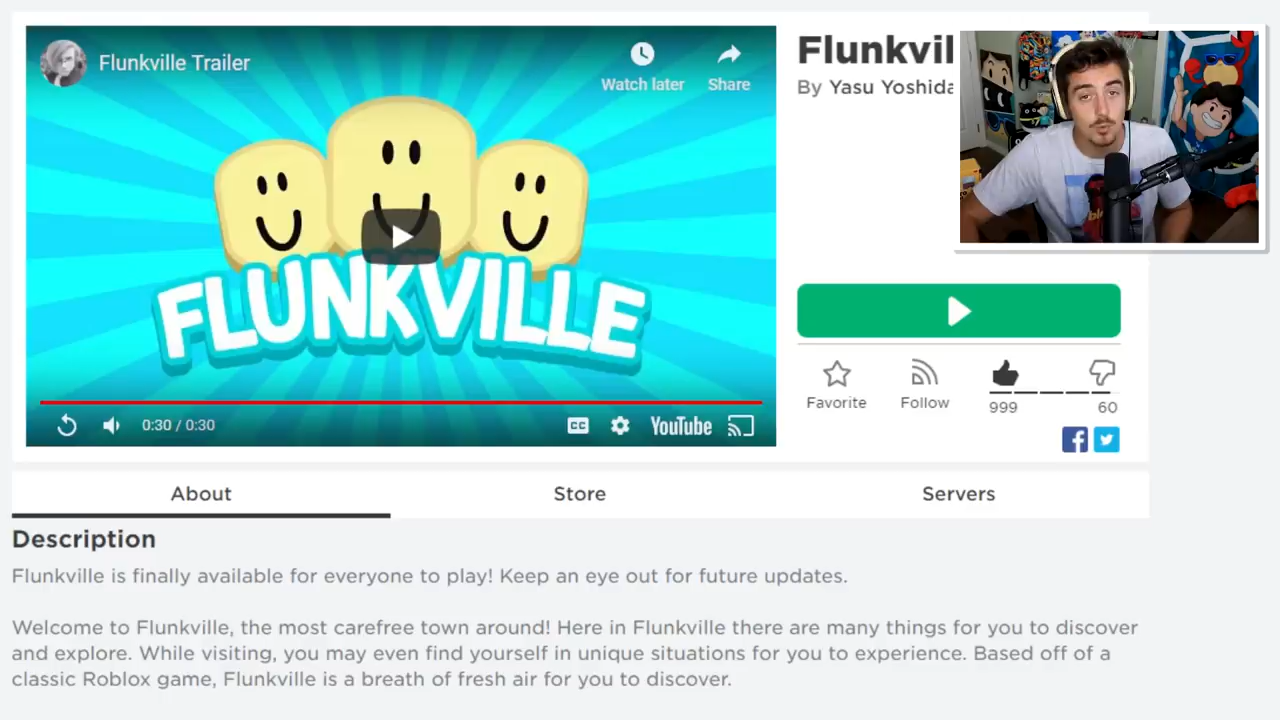 Flunkville Trailer
Watch later
Share
FLUNKVILLE
0:30 / 0:30
CC
YouTube
Flunkvil
By Yasu Yoshida
Favorite
Follow
999
60
About
Store
Servers
Description
Flunkville is finally available for everyone to play! Keep an eye out for future updates.
Welcome to Flunkville, the most carefree town around! Here in Flunkville there are many things for you to discover
and explore. While visiting, you may even find yourself in unique situations for you to experience. Based off of a
classic Roblox game, Flunkville is a breath of fresh air for you to discover.